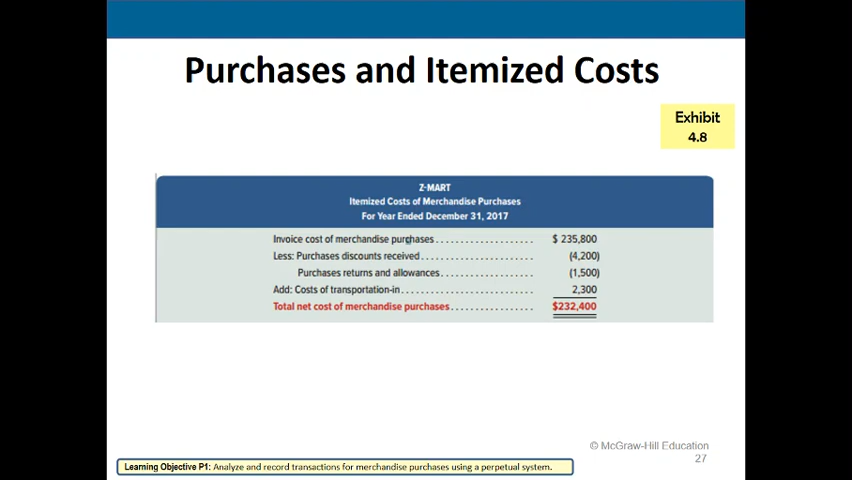 Purchases and Itemized Costs
Exhibit
4.8
Z-MART
Itemized Costs of Merchandise Purchases
For Year Ended December 31, 2017
Invoice cost of merchandise purchases.................... $ 235,800
Less: Purchases discounts received....................... (4,200)
Purchases returns and allowances................... (1,500)
Add: Costs of transportation-in........................... 2,300
Total net cost of merchandise purchases................. $232,400
© McGraw-Hill Education
27
Learning Objective P1: Analyze and record transactions for merchandise purchases using a perpetual system.